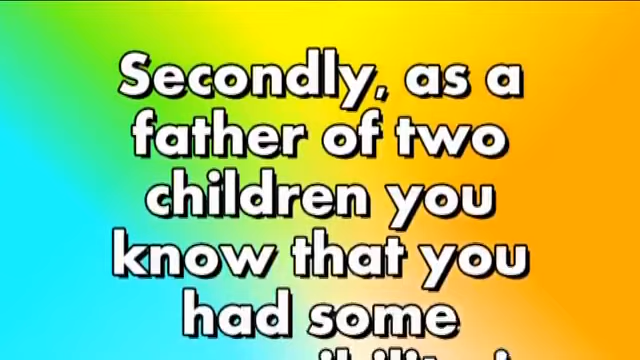 Secondly, as a
father of two
children you
know that you
had some